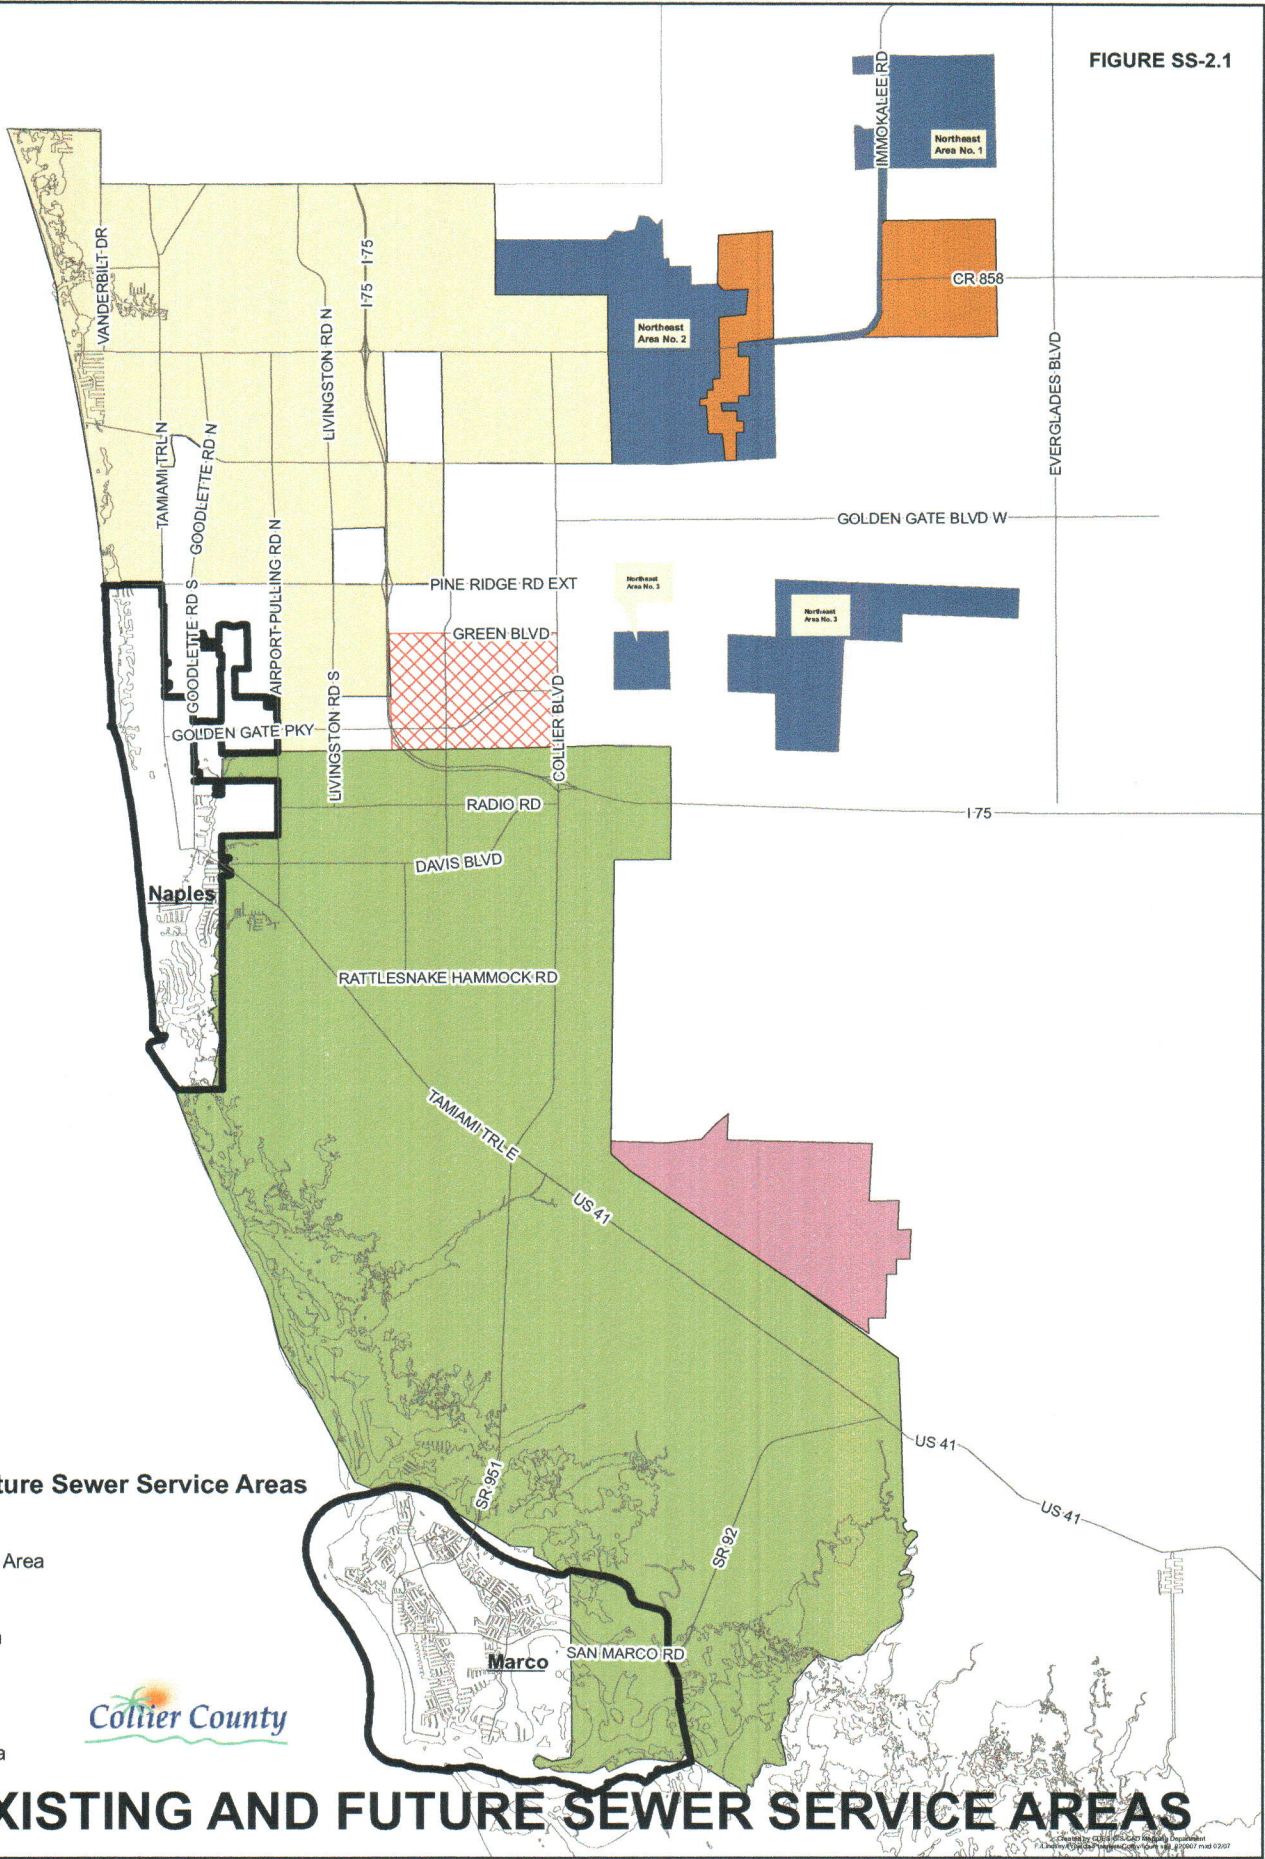 FIGURE SS-2.1
IMMOKALEE RD
Northeast
Area No. 1
VANDERBILT DR
I-75
I-75
CR 858
LIVINGSTON RD N
Northeast
Area No. 2
EVERGLADES BLVD
TAMIAMI TRL N
GOODLETTE RD N
AIRPORT-PULLING RD N
GOLDEN GATE BLVD W
PINE RIDGE RD EXT
Northeast
Area No. 3
Northeast
Area No. 3
GOODLETTE RD S
GREEN BLVD
LIVINGSTON RD S
COLLIER BLVD
GOLDEN GATE PKY
RADIO RD
I-75
DAVIS BLVD
Naples
RATTLESNAKE HAMMOCK RD
TAMIAMI TRL E
US 41
US 41
US 41
ture Sewer Service Areas
SR 951
SR 92
Area
Marco
SAN MARCO RD
Collier County
a
XISTING AND FUTURE SEWER SERVICE AREAS